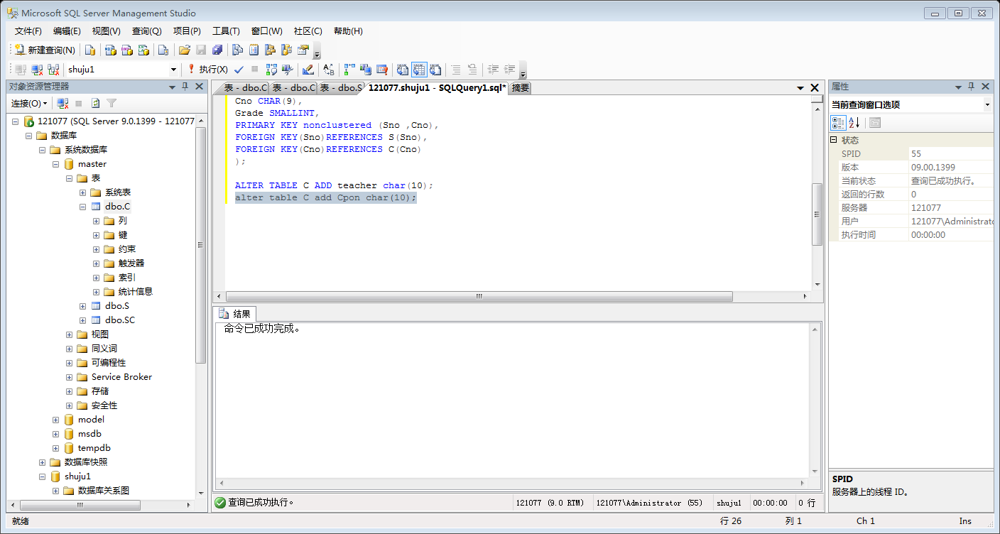 Microsoft SQL Server Management Studio
文件(F) 编辑(E) 视图(V) 查询(Q) 项目(P) 工具(T) 窗口(W) 社区(C) 帮助(H)
新建查询(N)
shuju1 执行(X)
对象资源管理器
连接(O)
121077 (SQL Server 9.0.1399 - 121077
数据库
系统数据库
master
表
系统表
dbo.C
列
键
约束
触发器
索引
统计信息
dbo.S
dbo.SC
视图
同义词
可编程性
Service Broker
存储
安全性
model
msdb
tempdb
数据库快照
shuju1
数据库关系图
表 - dbo.C 表 - dbo.C 表 - dbo.S 121077.shuju1 - SQLQuery1.sql* 摘要
Cno CHAR(9),
Grade SMALLINT,
PRIMARY KEY nonclustered (Sno ,Cno),
FOREIGN KEY(Sno)REFERENCES S(Sno),
FOREIGN KEY(Cno)REFERENCES C(Cno)
);
ALTER TABLE C ADD teacher char(10);
alter table C add Cpon char(10);
结果
命令已成功完成。
查询已成功执行。 121077 (9.0 RTM) 121077\Administrator (55) shuju1 00:00:00 0 行
属性
当前查询窗口选项
状态
SPID 55
版本 09.00.1399
当前状态 查询已成功执行。
返回的行数 0
服务器 121077
用户 121077\Administrato
执行时间 00:00:00
SPID
服务器上的线程 ID。
就绪 行 26 列 1 Ch 1 Ins